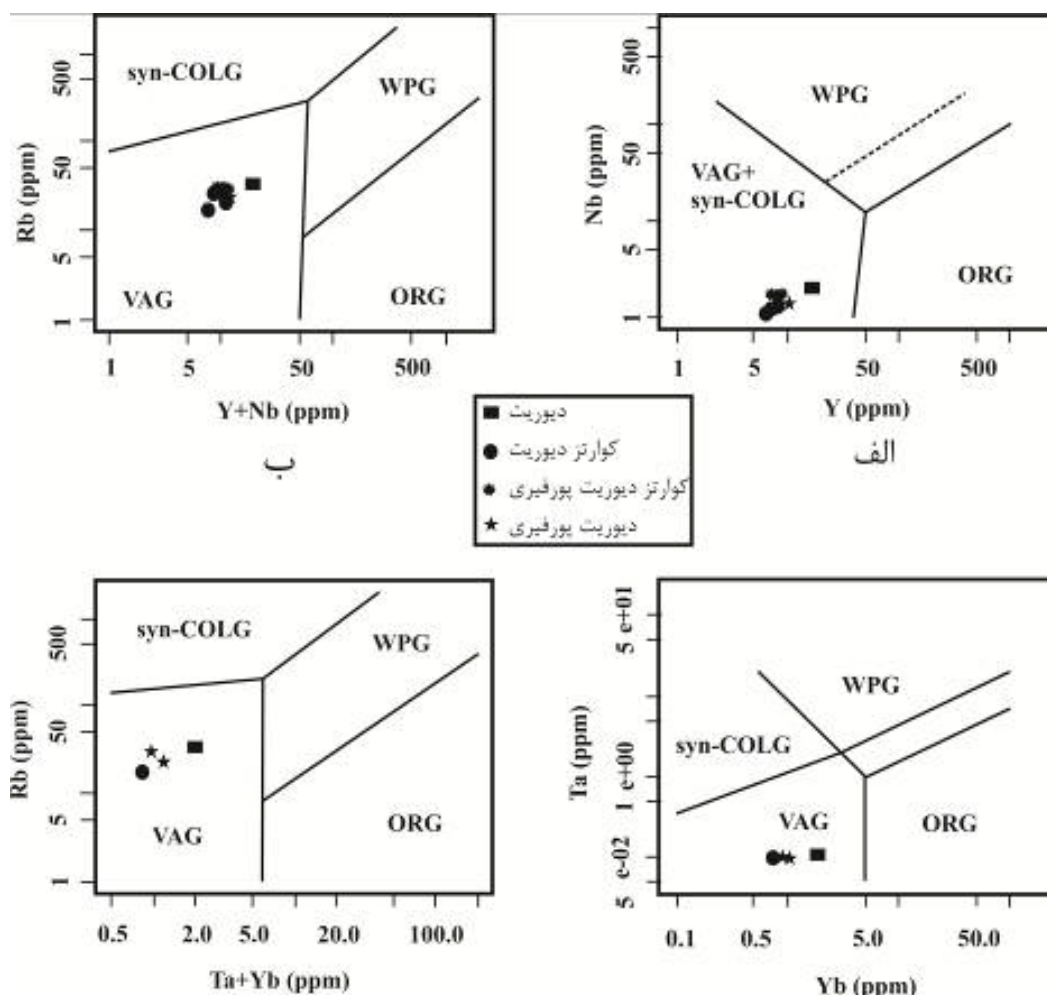 syn-COLG
WPG
VAG
ORG
500
50
5
1
Rb (ppm)
1
5
50
500
Y+Nb (ppm)
ب
WPG
VAG+
syn-COLG
ORG
500
50
5
1
Nb (ppm)
1
5
50
500
Y (ppm)
الف
دیوریت
کوارتز دیوریت
کوارتز دیوریت پورفیری
دیوریت پورفیری
syn-COLG
WPG
VAG
ORG
500
50
5
1
Rb (ppm)
0.5
2.0
5.0
20.0
100.0
Ta+Yb (ppm)
WPG
syn-COLG
VAG
ORG
5 e+01
1 e+00
5 e-02
Ta (ppm)
0.1
0.5
5.0
50.0
Yb (ppm)